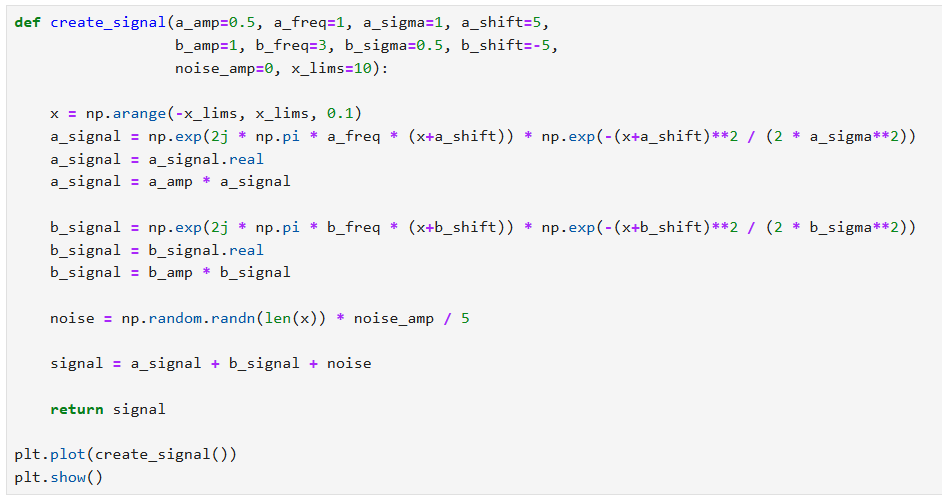 def create_signal(a_amp=0.5, a_freq=1, a_sigma=1, a_shift=5,
                  b_amp=1, b_freq=3, b_sigma=0.5, b_shift=-5,
                  noise_amp=0, x_lims=10):
    x = np.arange(-x_lims, x_lims, 0.1)
    a_signal = np.exp(2j * np.pi * a_freq * (x+a_shift)) * np.exp(-(x+a_shift)**2 / (2 * a_sigma**2))
    a_signal = a_signal.real
    a_signal = a_amp * a_signal
    b_signal = np.exp(2j * np.pi * b_freq * (x+b_shift)) * np.exp(-(x+b_shift)**2 / (2 * b_sigma**2))
    b_signal = b_signal.real
    b_signal = b_amp * b_signal
    noise = np.random.randn(len(x)) * noise_amp / 5
    signal = a_signal + b_signal + noise
    return signal
plt.plot(create_signal())
plt.show()